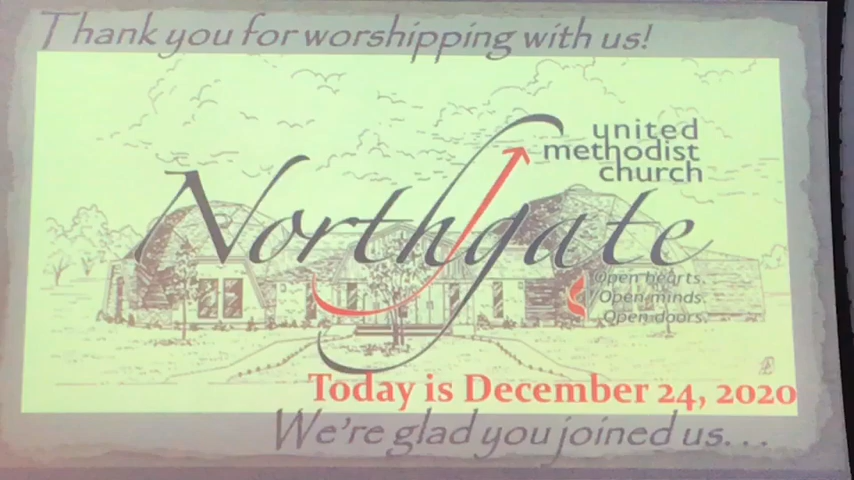 Thank you for worshipping with us!
united
methodist
church
Northgate
Open hearts.
Open minds.
Open doors.
Today is December 24, 2020
We're glad you joined us. . .